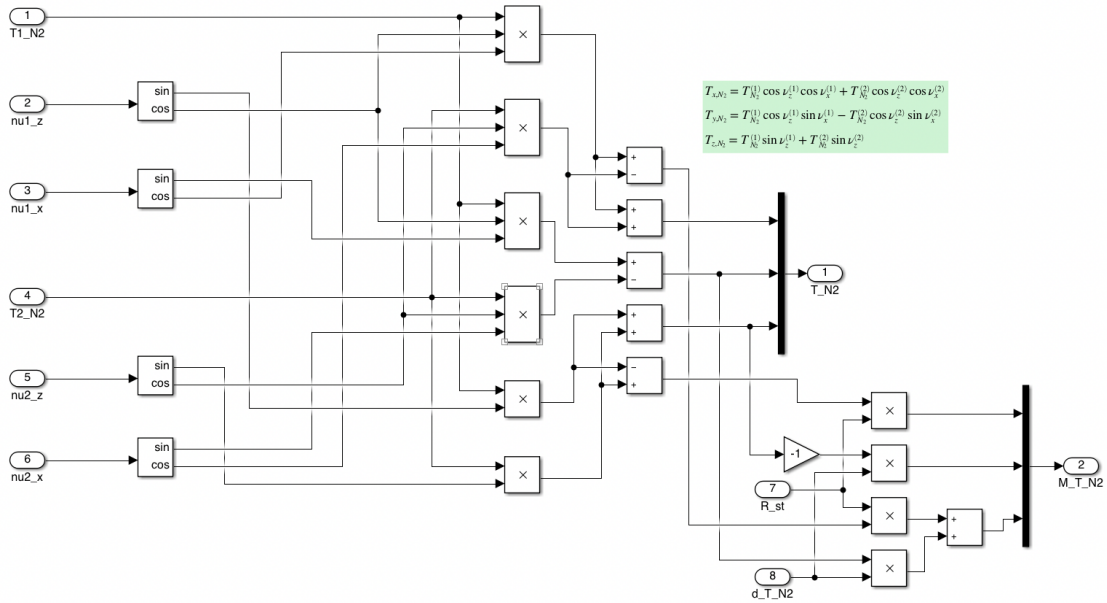 1
T1_N2
×
sin
cos
2
nu1_z
T_{x,N_2} = T_{N_2}^{(1)} cos ν_z^{(1)} cos ν_x^{(1)} + T_{N_2}^{(2)} cos ν_z^{(2)} cos ν_x^{(2)}
T_{y,N_2} = T_{N_2}^{(1)} cos ν_z^{(1)} sin ν_x^{(1)} − T_{N_2}^{(2)} cos ν_z^{(2)} sin ν_x^{(2)}
T_{z,N_2} = T_{N_2}^{(1)} sin ν_z^{(1)} + T_{N_2}^{(2)} sin ν_z^{(2)}
×
+
−
sin
cos
3
nu1_x
×
+
+
+
−
1
T_N2
4
T2_N2
×
+
+
sin
cos
5
nu2_z
−
+
×
×
sin
cos
6
nu2_x
×
-1
×
2
M_T_N2
7
R_st
×
+
+
×
8
d_T_N2